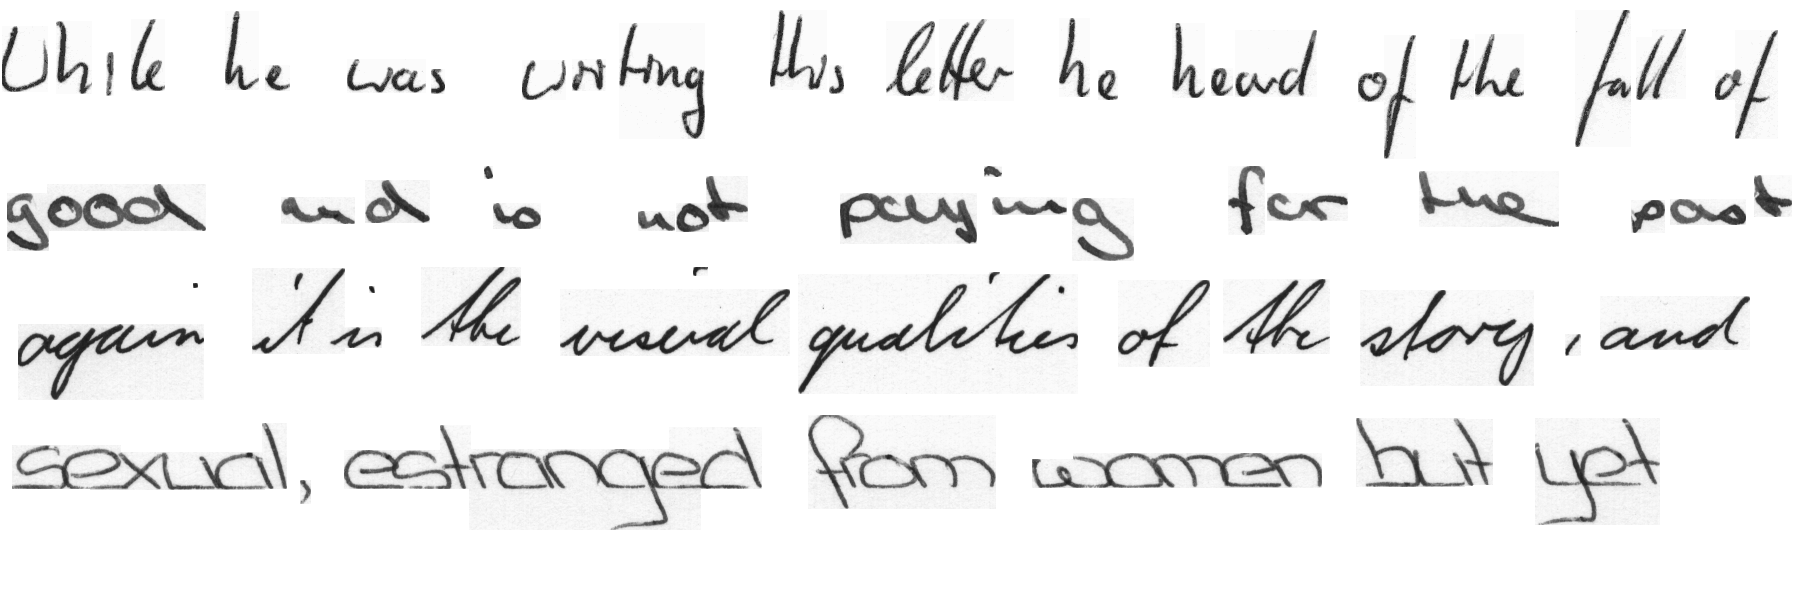 While he was writing this letter he heard of the fall of
good and is not paying for the past
again it is the visual qualities of the story, and
sexual, estranged from women but yet